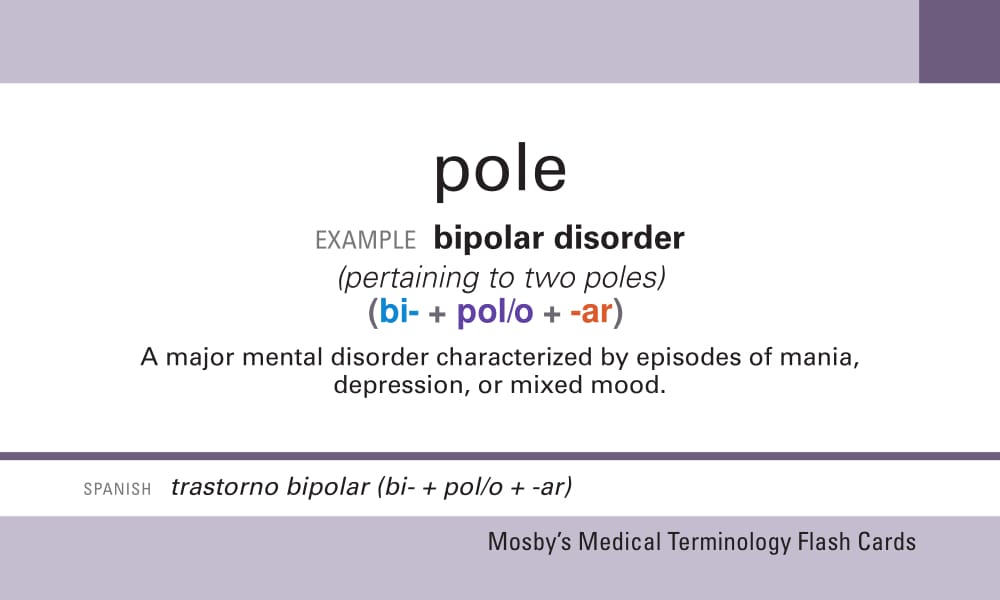 pole
EXAMPLE bipolar disorder
(pertaining to two poles)
(bi- + pol/o + -ar)
A major mental disorder characterized by episodes of mania,
depression, or mixed mood.
SPANISH trastorno bipolar (bi- + pol/o + -ar)
Mosby’s Medical Terminology Flash Cards